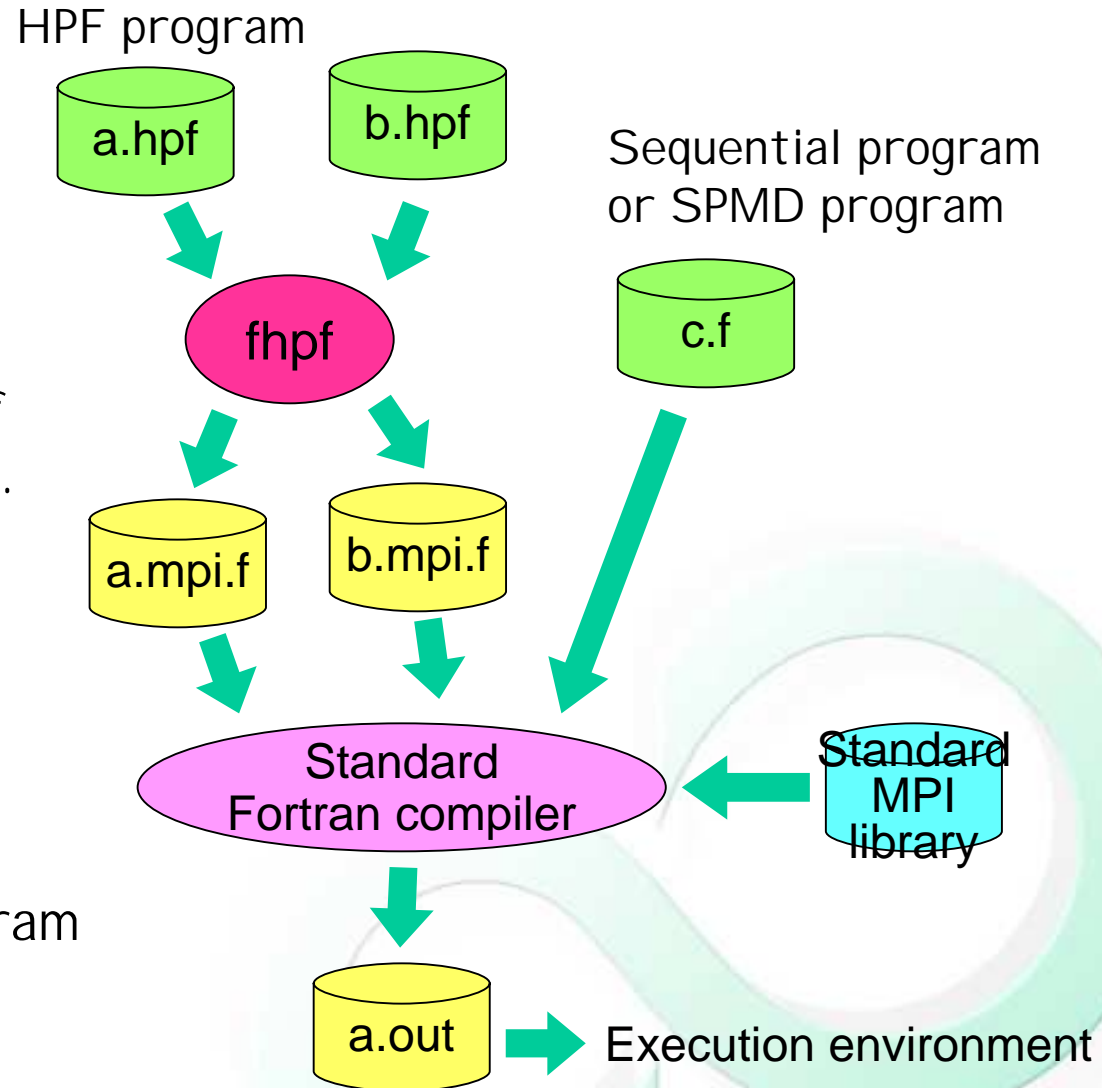 HPF program
a.hpf
b.hpf
Sequential program
or SPMD program
fhpf
c.f
a.mpi.f
b.mpi.f
Standard
Fortran compiler
Standard
MPI
library
a.out
Execution environment